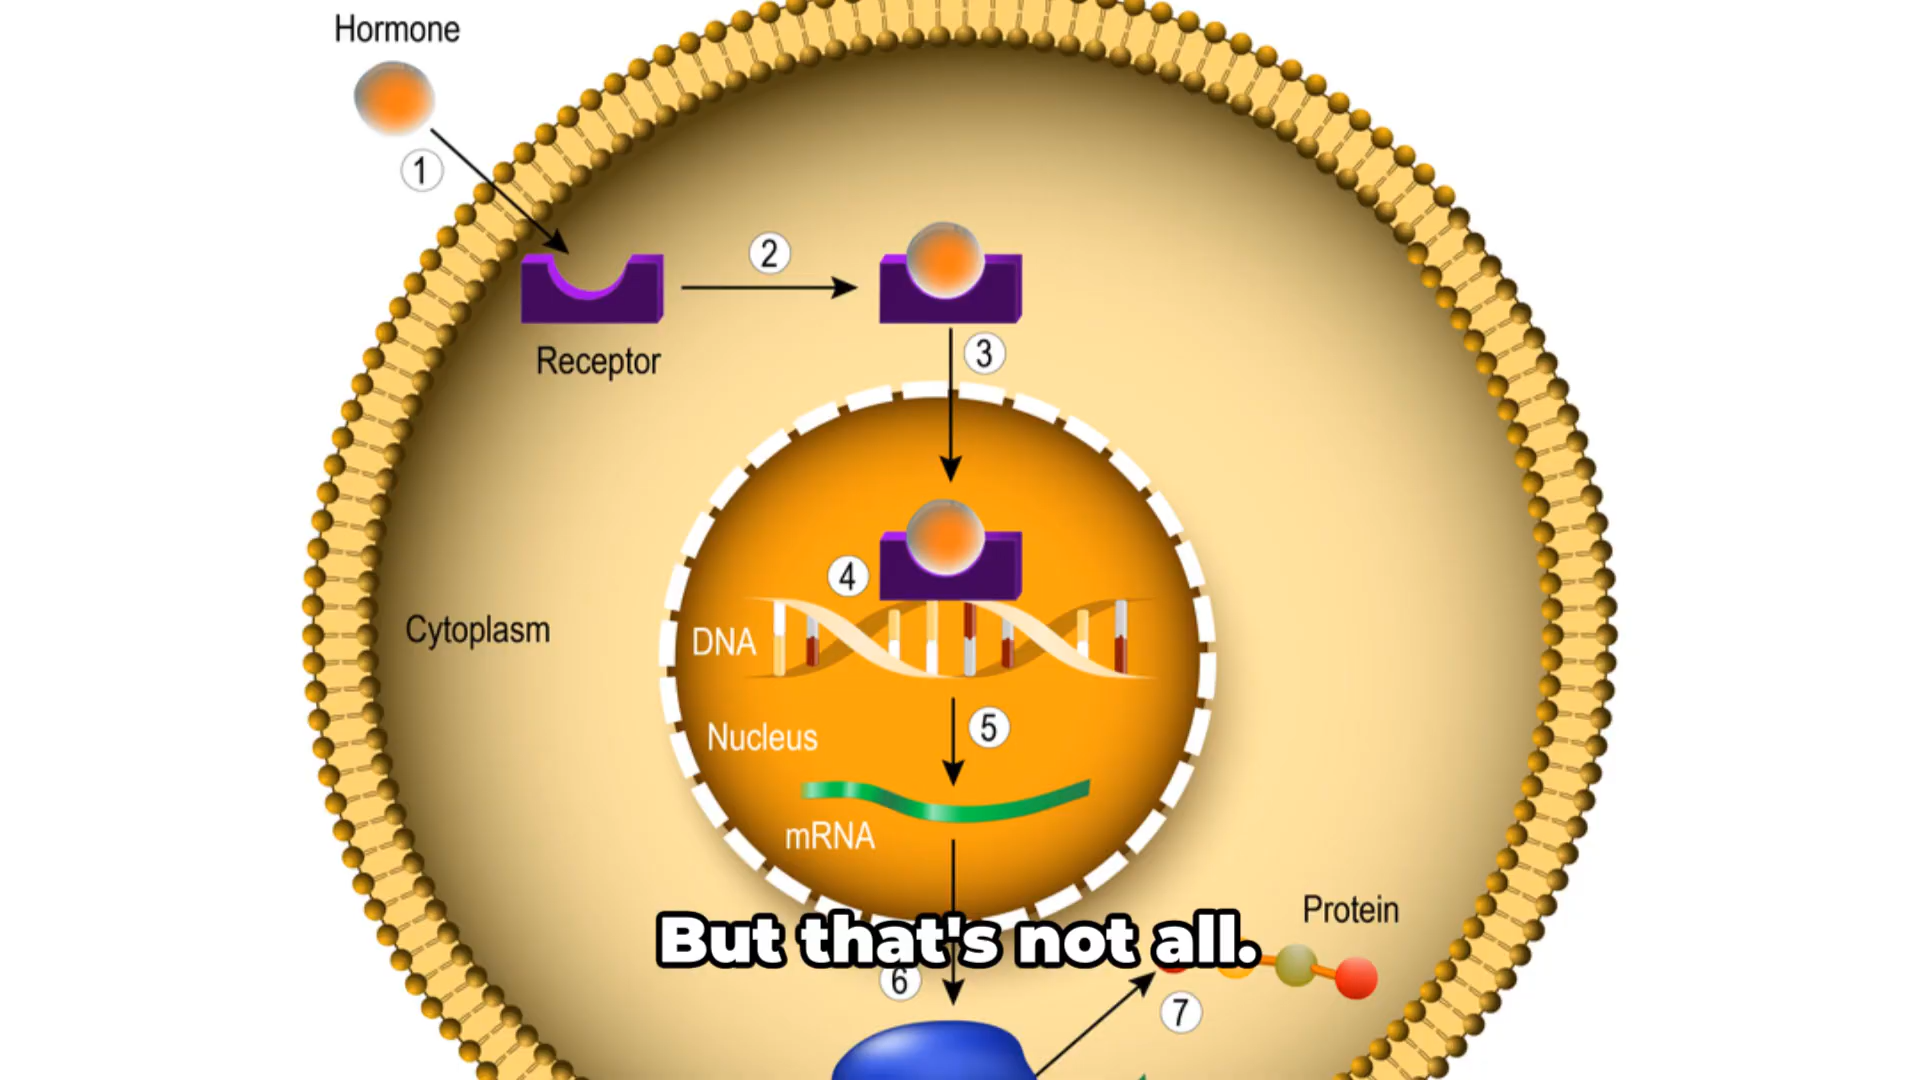 Hormone
1
2
3
Receptor
4
Cytoplasm
DNA
5
Nucleus
mRNA
Protein
But that's not all.
6
7